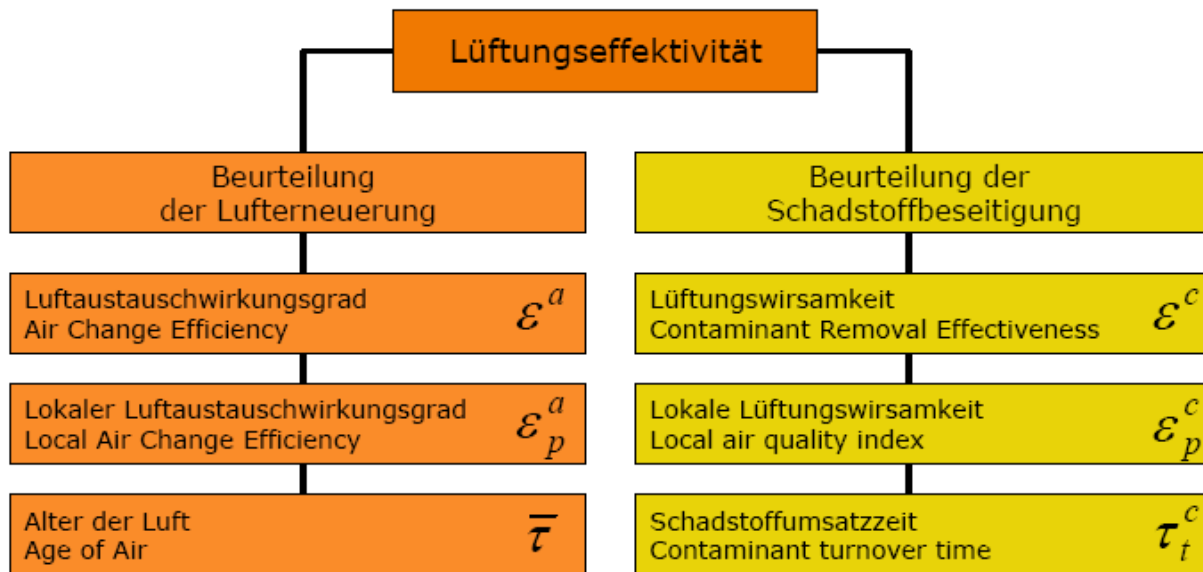 Lüftungseffektivität
Beurteilung
der Lufterneuerung
Luftaustauschwirkungsgrad
Air Change Efficiency
ε^a
Lokaler Luftaustauschwirkungsgrad
Local Air Change Efficiency
ε_p^a
Alter der Luft
Age of Air
τ̅
Beurteilung der
Schadstoffbeseitigung
Lüftungswirsamkeit
Contaminant Removal Effectiveness
ε^c
Lokale Lüftungswirsamkeit
Local air quality index
ε_p^c
Schadstoffumsatzzeit
Contaminant turnover time
τ_t^c